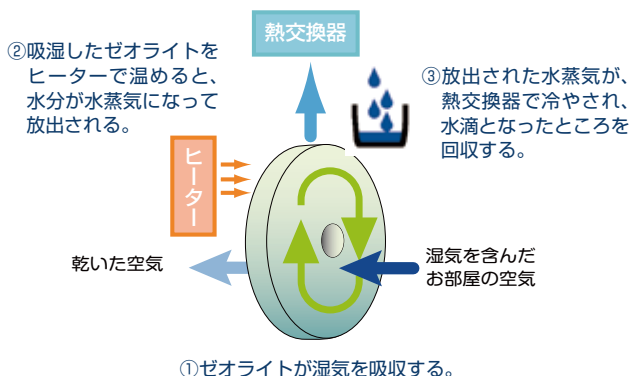 熱交換器
②吸湿したゼオライトを
ヒーターで温めると、
水分が水蒸気になって
放出される。
③放出された水蒸気が、
熱交換器で冷やされ、
水滴となったところを
回収する。
ヒーター
乾いた空気
湿気を含んだ
お部屋の空気
①ゼオライトが湿気を吸収する。